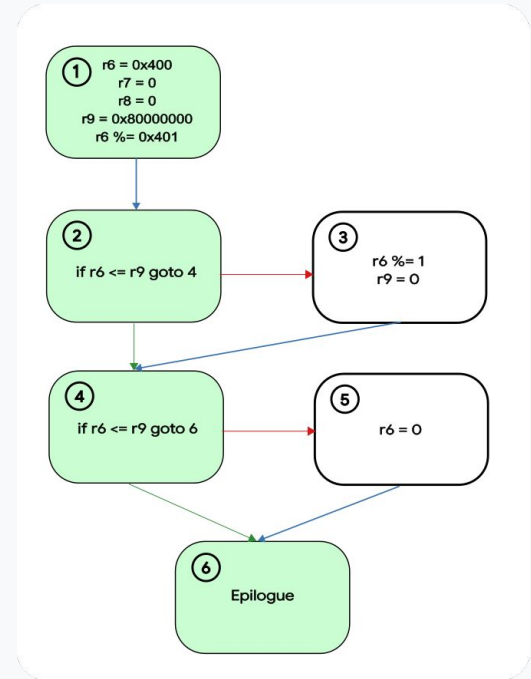 1
r6 = 0x400
r7 = 0
r8 = 0
r9 = 0x80000000
r6 %= 0x401
2
if r6 <= r9 goto 4
3
r6 %= 1
r9 = 0
4
if r6 <= r9 goto 6
5
r6 = 0
6
Epilogue